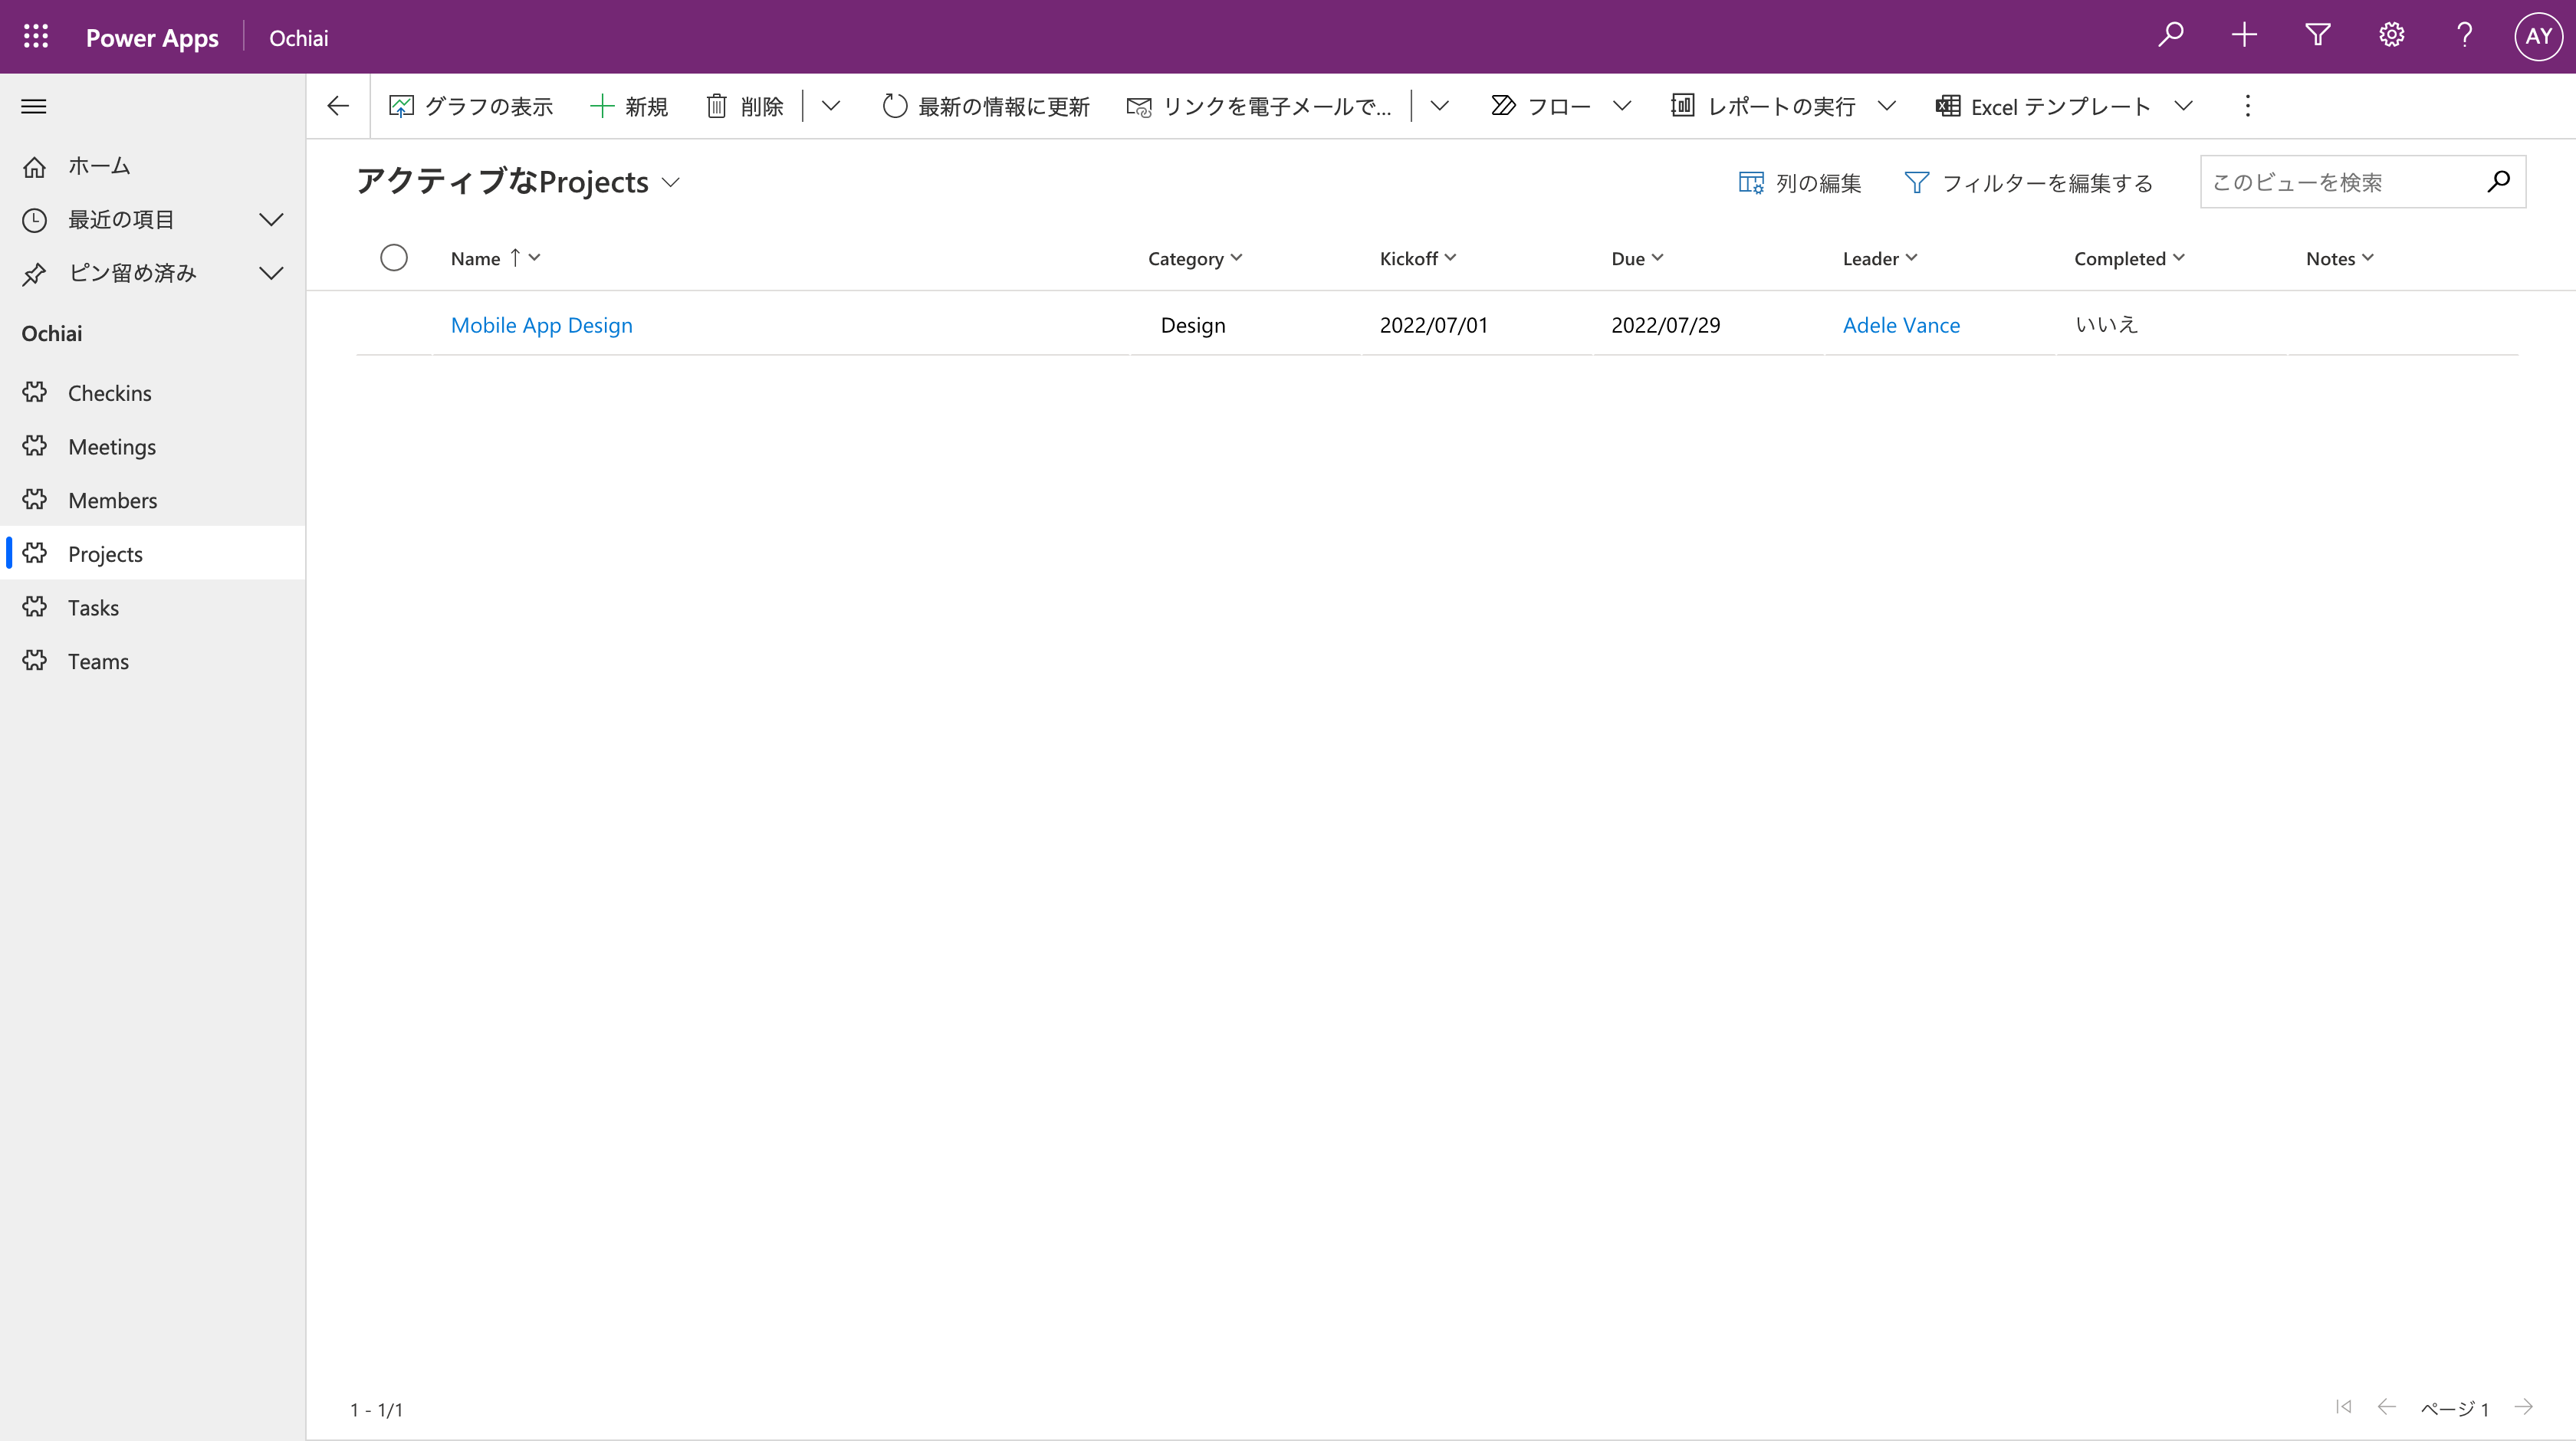 Power Apps Ochiai AY
グラフの表示 新規 削除 最新の情報に更新 リンクを電子メールで... フロー レポートの実行 Excel テンプレート
ホーム
最近の項目
ピン留め済み
Ochiai
Checkins
Meetings
Members
Projects
Tasks
Teams
アクティブなProjects 列の編集 フィルターを編集する このビューを検索
Name Category Kickoff Due Leader Completed Notes
Mobile App Design Design 2022/07/01 2022/07/29 Adele Vance いいえ
1 - 1/1 ページ 1